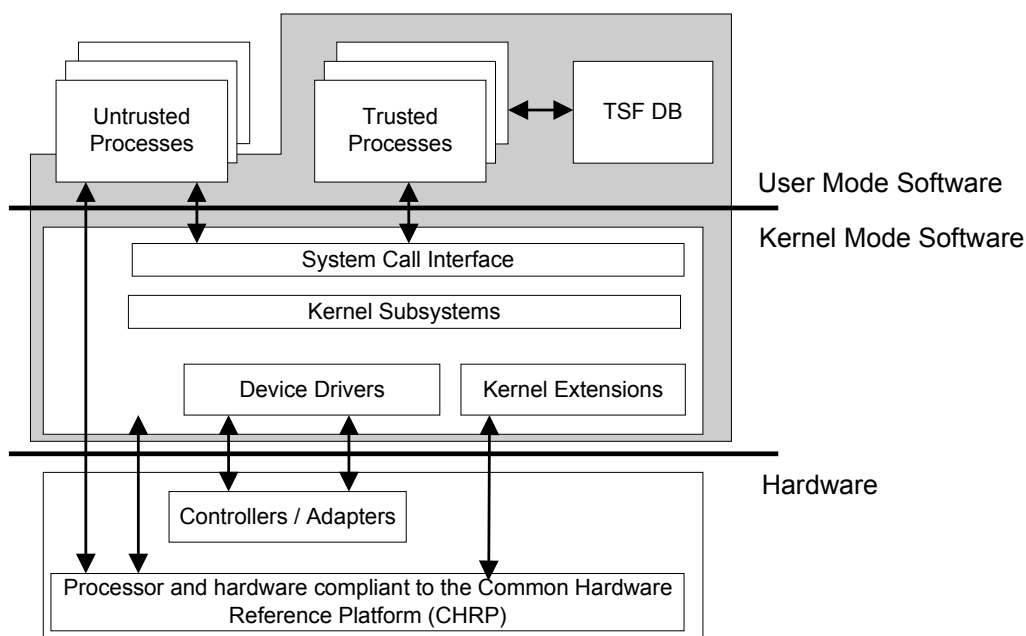 Untrusted
Processes
Trusted
Processes
TSF DB
User Mode Software
Kernel Mode Software
System Call Interface
Kernel Subsystems
Device Drivers
Kernel Extensions
Hardware
Controllers / Adapters
Processor and hardware compliant to the Common Hardware
Reference Platform (CHRP)